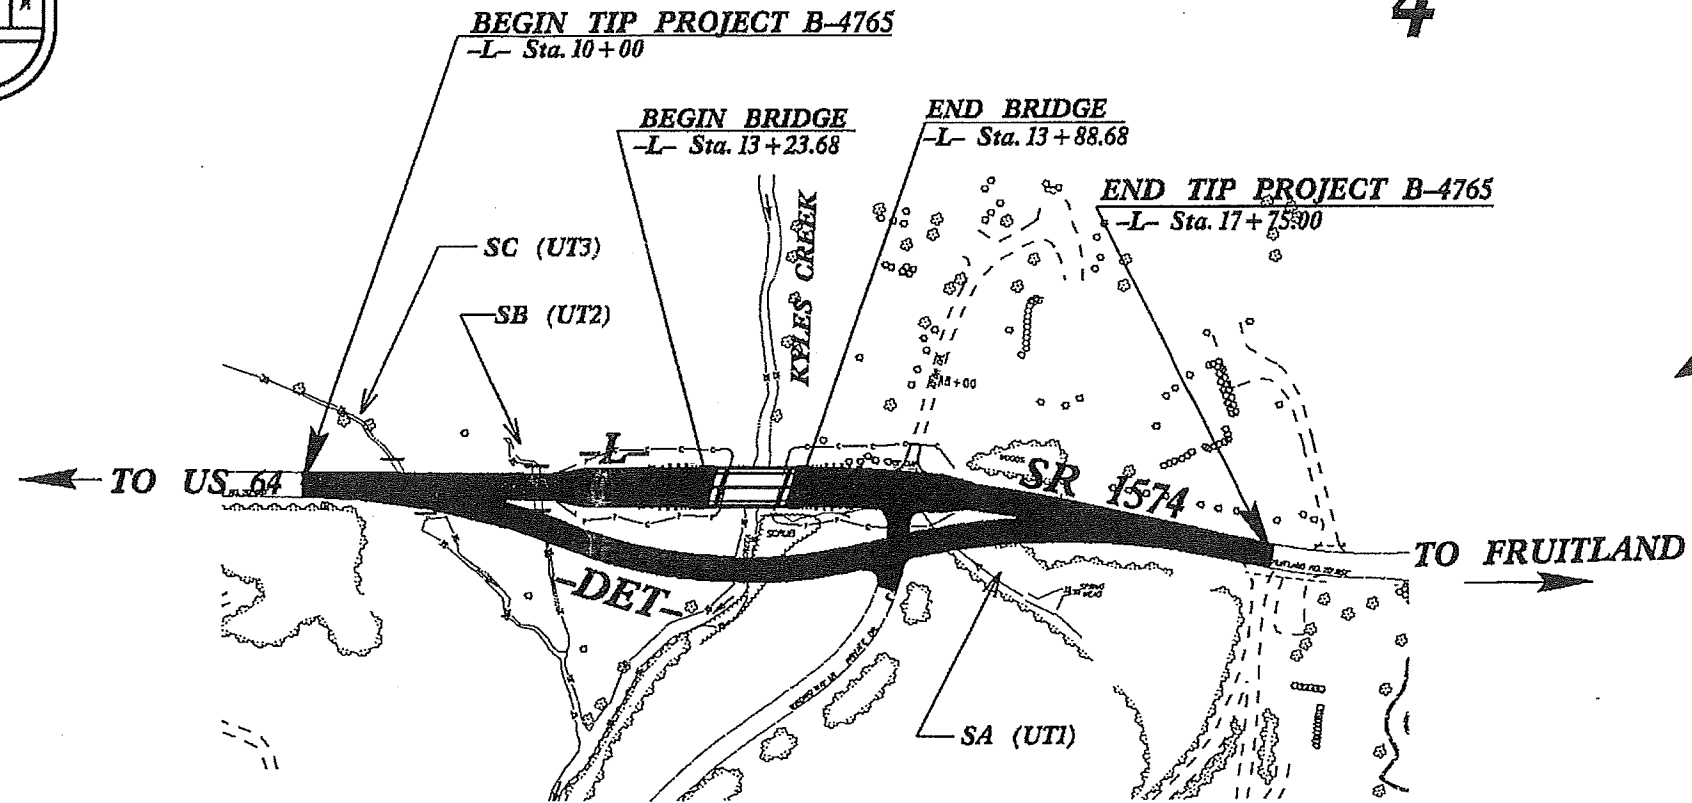 4
BEGIN TIP PROJECT B-4765
-L- Sta. 10+00
BEGIN BRIDGE
-L- Sta. 13+23.68
END BRIDGE
-L- Sta. 13+88.68
END TIP PROJECT B-4765
-L- Sta. 17+75.00
SC (UT3)
SB (UT2)
KYLES CREEK
-L-
WOODS
SR 1574
TO US 64
SCRUB
TO FRUITLAND
-DET-
SA (UT1)